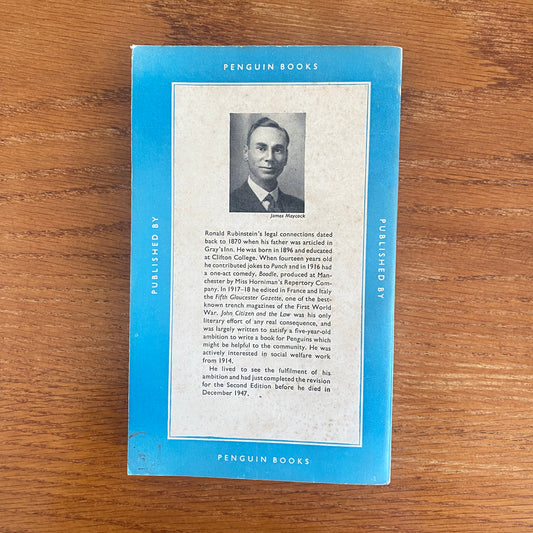 PENGUIN BOOKS
James Maycock
Ronald Rubinstein's legal connections dated
back to 1870 when his father was articled in
Gray's Inn. He was born in 1896 and educated
at Clifton College. When fourteen years old
he contributed jokes to Punch and in 1916 had
a one-act comedy, Boodle, produced at Man-
chester by Miss Horniman's Repertory Com-
pany. In 1917-18 he edited in France and Italy
the Fifth Gloucester Gazette, one of the best-
known trench magazines of the First World
War. John Citizen and the Law was his only
literary effort of any real consequence, and
was largely written to satisfy a five-year-old
ambition to write a book for Penguins which
might be helpful to the community. He was
actively interested in social welfare work
from 1914.
He lived to see the fulfilment of his
ambition and had just completed the revision
for the Second Edition before he died in
December 1947.
PUBLISHED BY
PUBLISHED BY
PENGUIN BOOKS